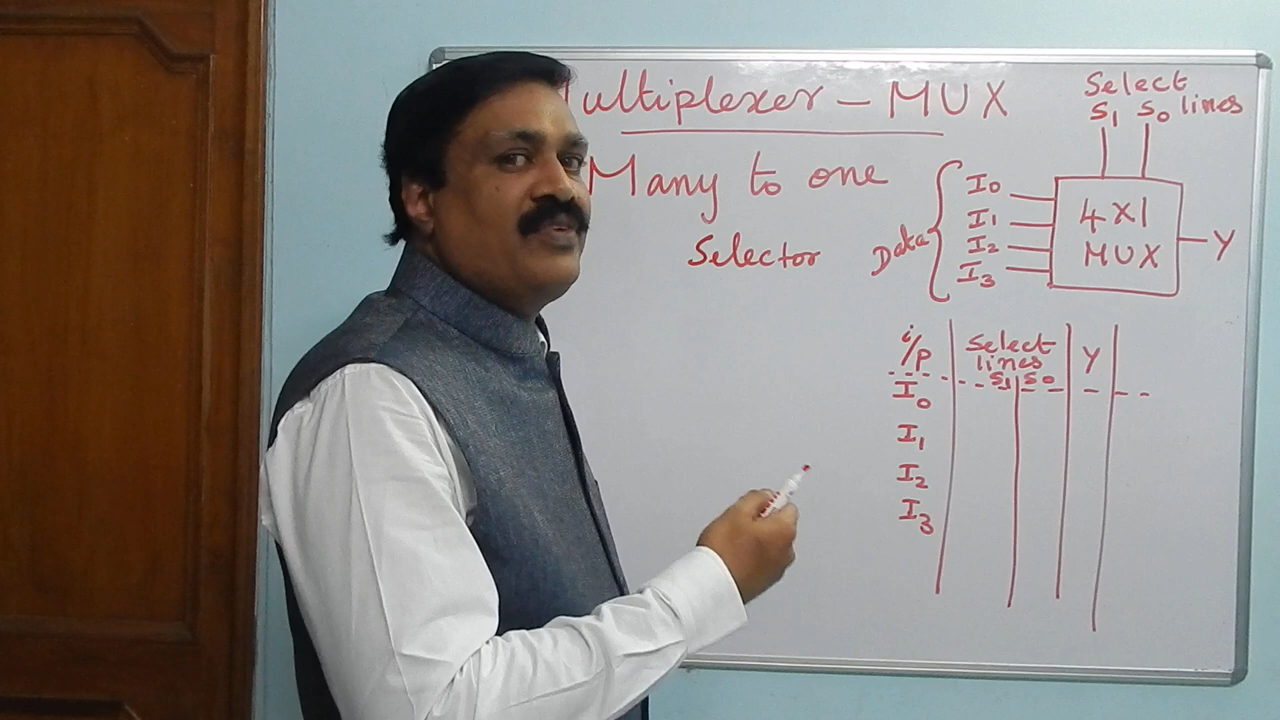 Multiplexer - MUX
Many to one
Selector
Select
S1 S0 lines
Data
I0
I1
I2
I3
4X1
MUX
Y
i/p
Select
lines
S1 S0
Y
I0
I1
I2
I3